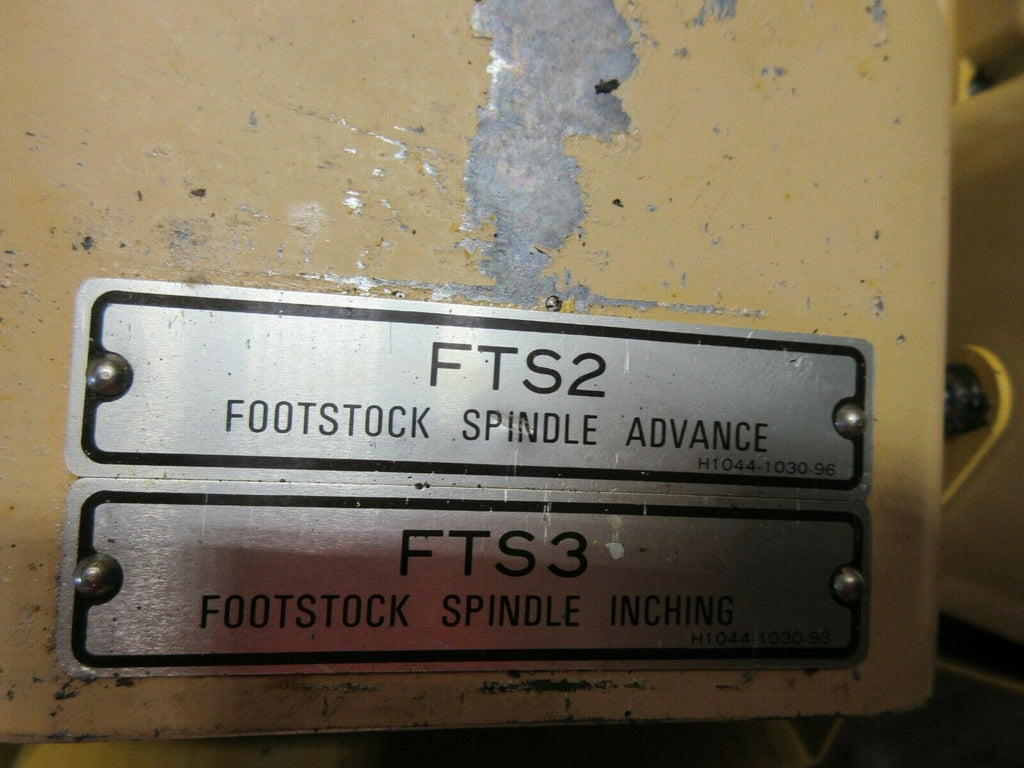 FTS2
FOOTSTOCK SPINDLE ADVANCE
H1044-1030-96
FTS3
FOOTSTOCK SPINDLE INCHING
H1044-1030-98